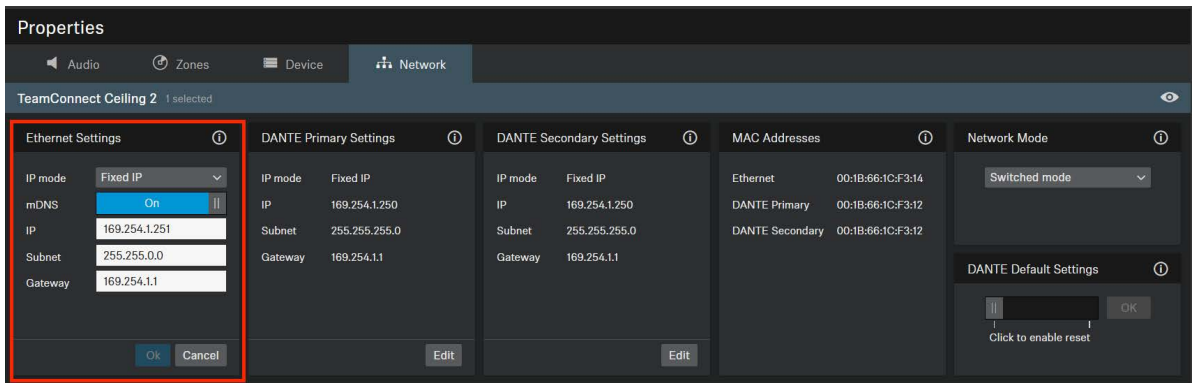 Properties
Audio
Zones
Device
Network
TeamConnect Ceiling 2 1 selected
Ethernet Settings
IP mode Fixed IP
mDNS On
IP 169.254.1.251
Subnet 255.255.0.0
Gateway 169.254.1.1
Ok Cancel
DANTE Primary Settings
IP mode Fixed IP
IP 169.254.1.250
Subnet 255.255.255.0
Gateway 169.254.1.1
Edit
DANTE Secondary Settings
IP mode Fixed IP
IP 169.254.1.250
Subnet 255.255.255.0
Gateway 169.254.1.1
Edit
MAC Addresses
Ethernet 00:1B:66:1C:F3:14
DANTE Primary 00:1B:66:1C:F3:12
DANTE Secondary 00:1B:66:1C:F3:12
Network Mode
Switched mode
DANTE Default Settings
OK
Click to enable reset